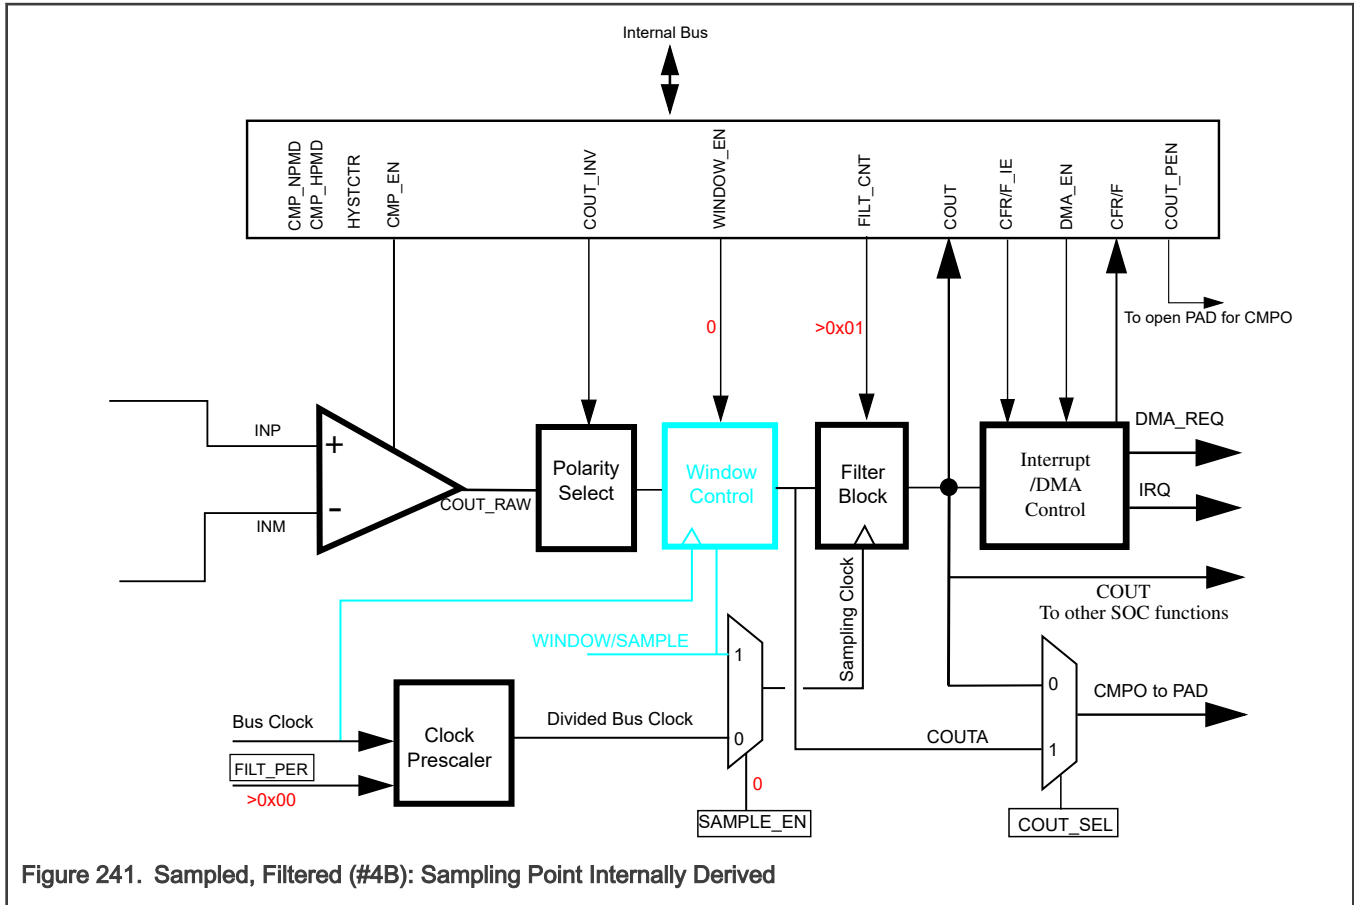 Internal Bus
CMP_NPMD
CMP_HPMD
HYSTCTR
CMP_EN
COUT_INV
WINDOW_EN
FILT_CNT
COUT
CFR/F_IE
DMA_EN
CFR/F
COUT_PEN
0
>0x01
To open PAD for CMPO
INP
+
INM
-
COUT_RAW
Polarity
Select
Window
Control
Filter
Block
Interrupt
/DMA
Control
DMA_REQ
IRQ
COUT
To other SOC functions
WINDOW/SAMPLE
1
0
Sampling Clock
Bus Clock
FILT_PER
>0x00
Clock
Prescaler
Divided Bus Clock
0
SAMPLE_EN
COUTA
0
1
CMPO to PAD
COUT_SEL
Figure 241. Sampled, Filtered (#4B): Sampling Point Internally Derived